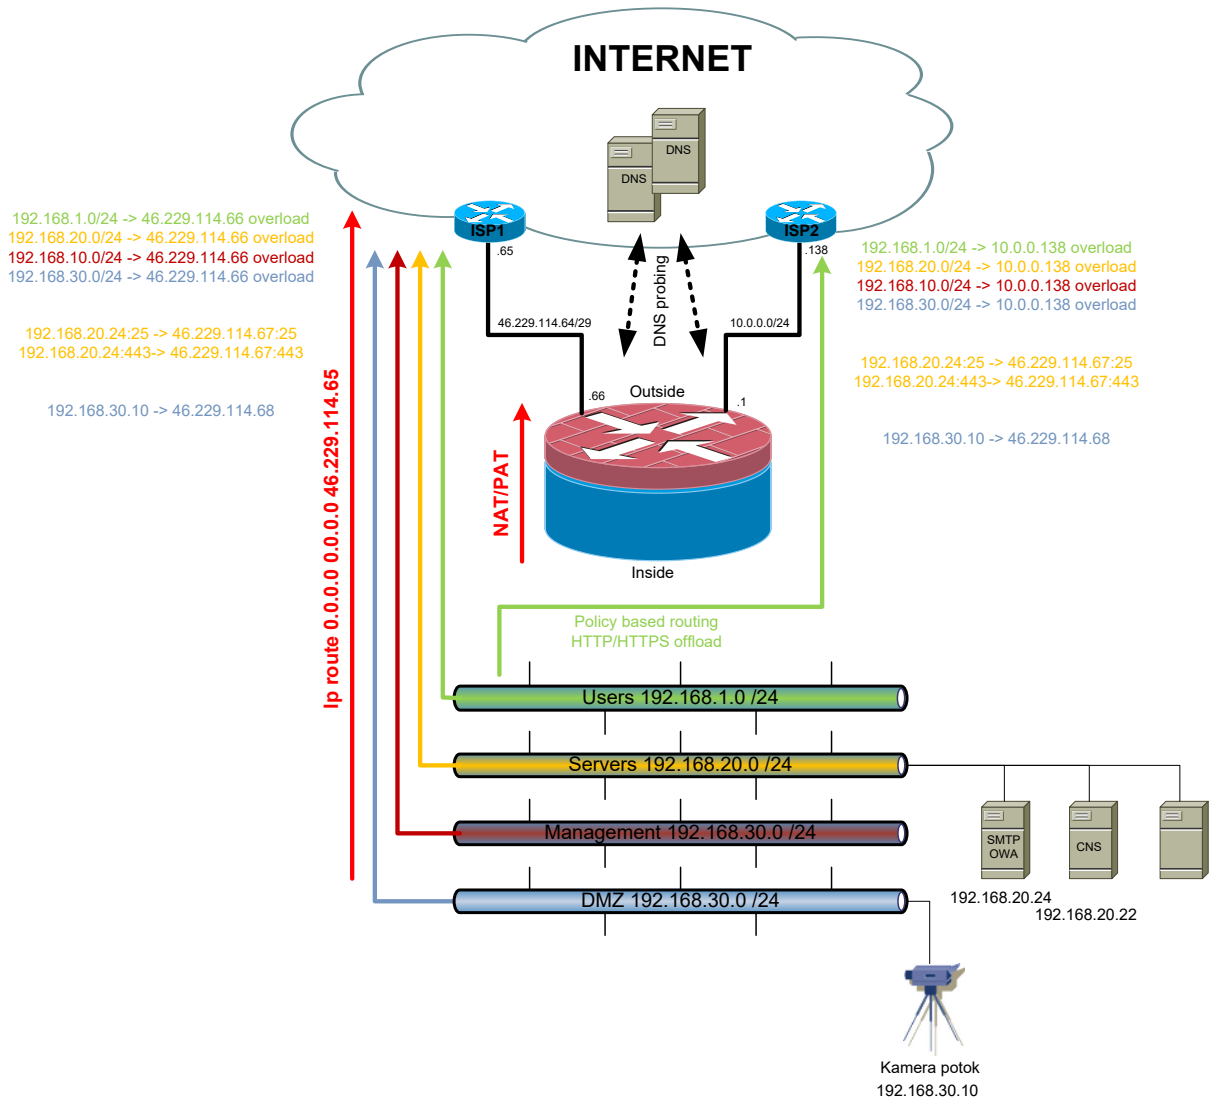 INTERNET
DNS
DNS
ISP1
ISP2
.65
.138
192.168.1.0/24 -> 46.229.114.66 overload
192.168.20.0/24 -> 46.229.114.66 overload
192.168.10.0/24 -> 46.229.114.66 overload
192.168.30.0/24 -> 46.229.114.66 overload
192.168.20.24:25 -> 46.229.114.67:25
192.168.20.24:443-> 46.229.114.67:443
192.168.30.10 -> 46.229.114.68
192.168.1.0/24 -> 10.0.0.138 overload
192.168.20.0/24 -> 10.0.0.138 overload
192.168.10.0/24 -> 10.0.0.138 overload
192.168.30.0/24 -> 10.0.0.138 overload
192.168.20.24:25 -> 46.229.114.67:25
192.168.20.24:443-> 46.229.114.67:443
192.168.30.10 -> 46.229.114.68
46.229.114.64/29
DNS probing
10.0.0.0/24
Outside
.66
.1
Ip route 0.0.0.0 0.0.0.0 46.229.114.65
NAT/PAT
Inside
Policy based routing
HTTP/HTTPS offload
Users 192.168.1.0 /24
Servers 192.168.20.0 /24
Management 192.168.30.0 /24
DMZ 192.168.30.0 /24
SMTP
OWA
CNS
192.168.20.24
192.168.20.22
Kamera potok
192.168.30.10